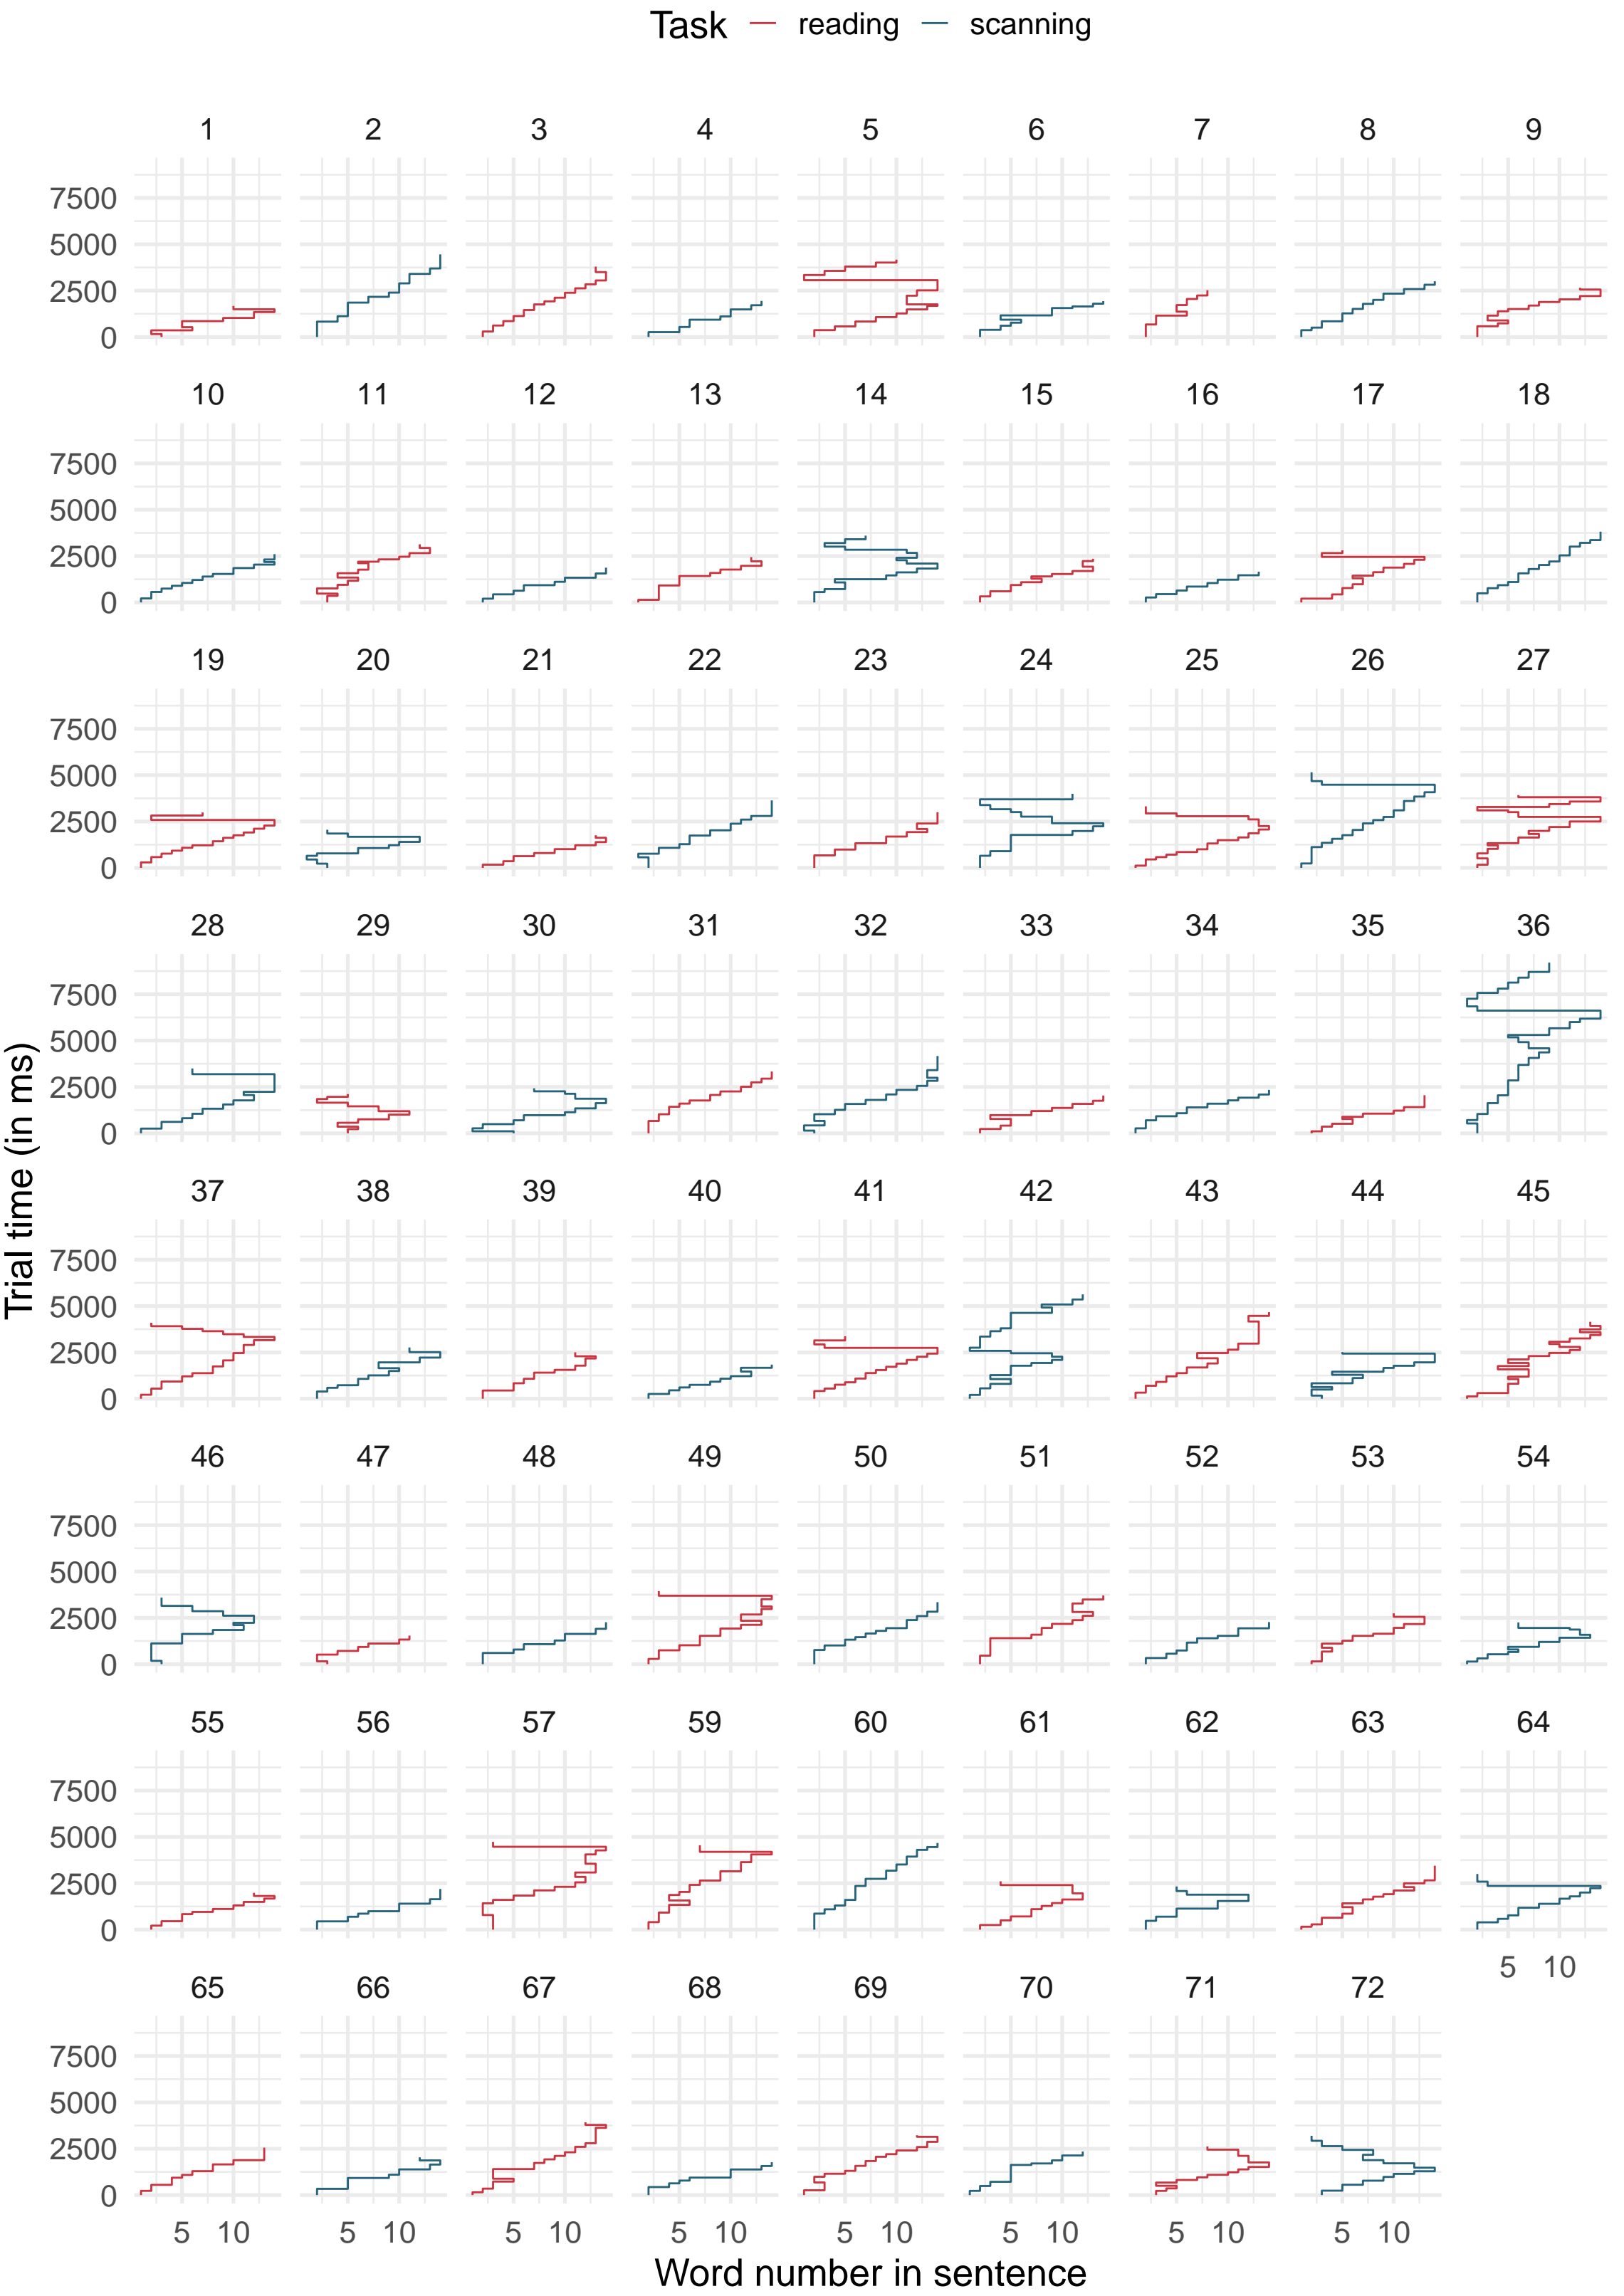 Task reading scanning
1 2 3 4 5 6 7 8 9
7500
5000
2500
0
10 11 12 13 14 15 16 17 18
7500
5000
2500
0
19 20 21 22 23 24 25 26 27
7500
5000
2500
0
28 29 30 31 32 33 34 35 36
7500
5000
2500
0
Trial time (in ms)
37 38 39 40 41 42 43 44 45
7500
5000
2500
0
46 47 48 49 50 51 52 53 54
7500
5000
2500
0
55 56 57 59 60 61 62 63 64
7500
5000
2500
0
5 10
65 66 67 68 69 70 71 72
7500
5000
2500
0
5 10 5 10 5 10 5 10 5 10 5 10 5 10 5 10
Word number in sentence